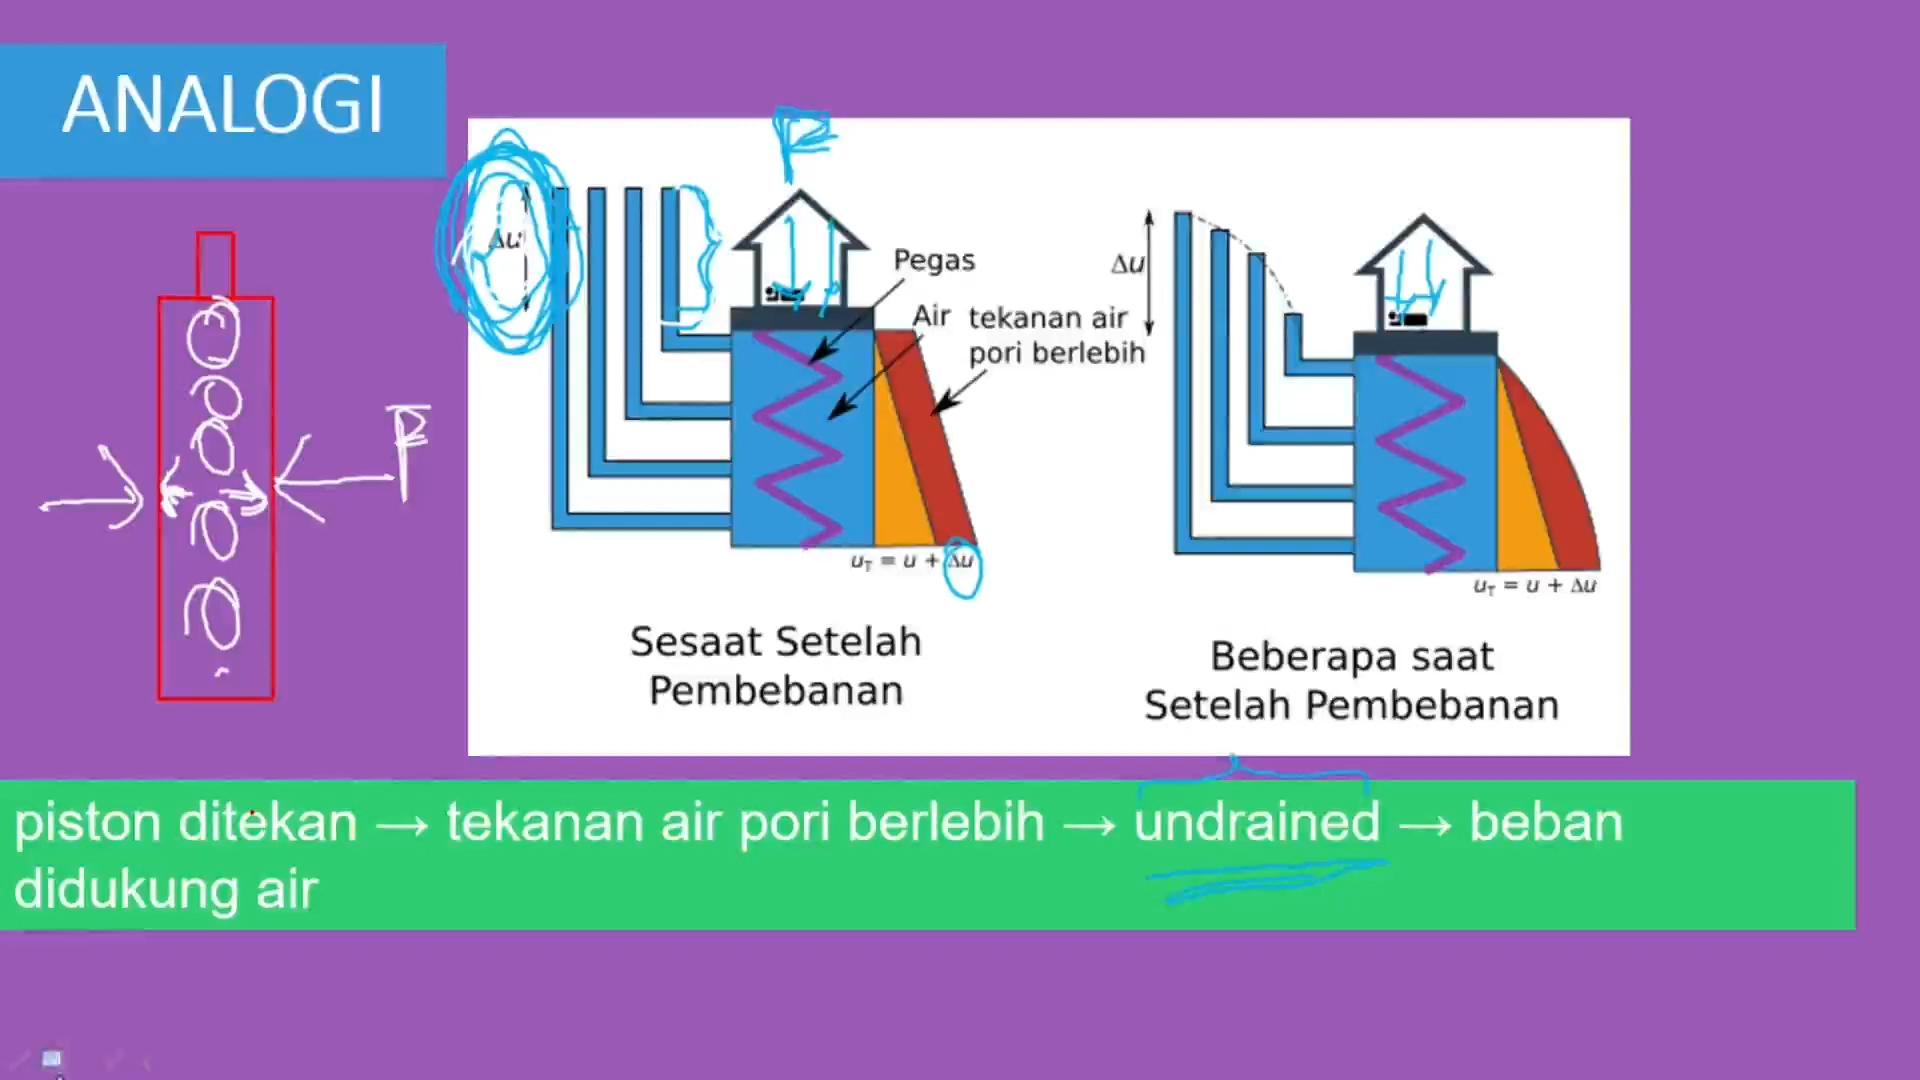 ANALOGI
P
Δu
Pegas
Air
tekanan air
pori berlebih
u_T = u + Δu
Sesaat Setelah
Pembebanan
Δu
u_T = u + Δu
Beberapa saat
Setelah Pembebanan
P
piston ditekan → tekanan air pori berlebih → undrained → beban
didukung air